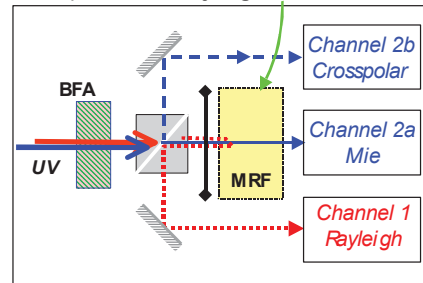 Channel 2b
Crosspolar
BFA
UV
Channel 2a
Mie
MRF
Channel 1
Rayleigh